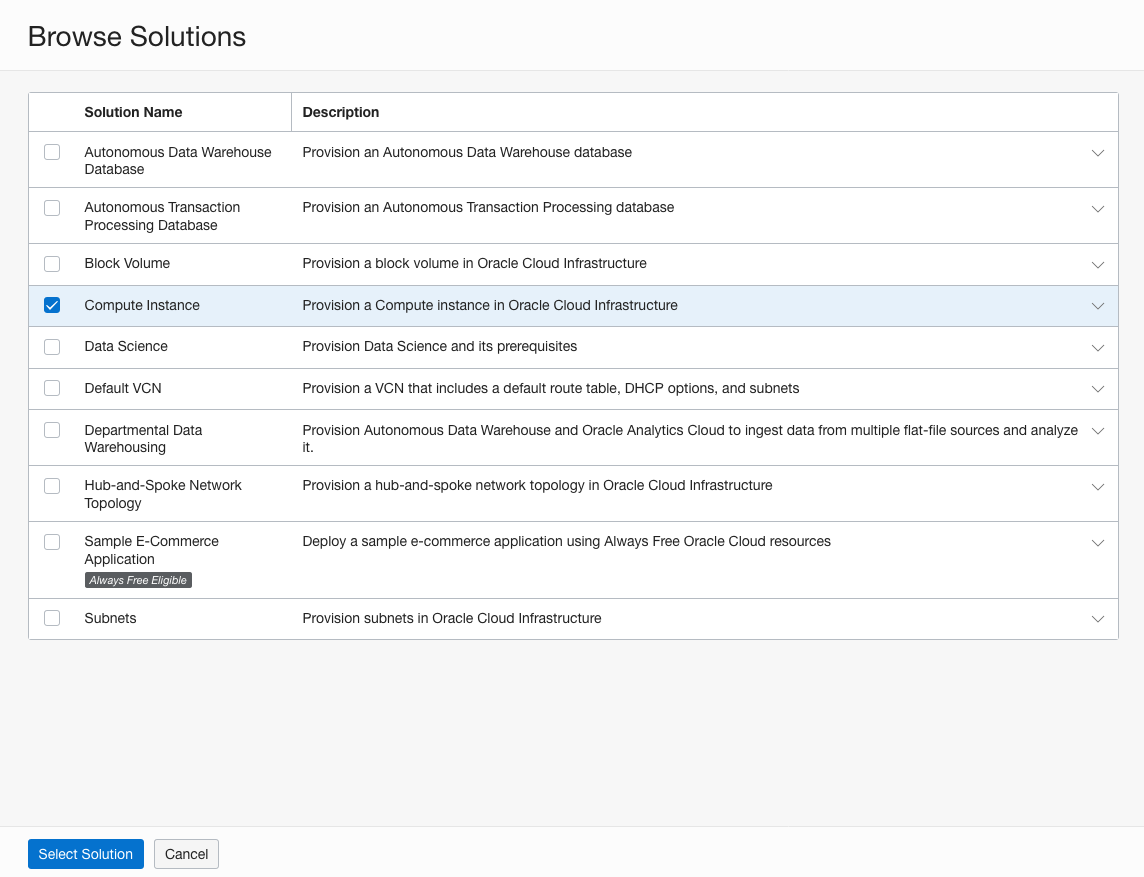 Browse Solutions
Solution Name Description
Autonomous Data Warehouse Provision an Autonomous Data Warehouse database
Database
Autonomous Transaction Provision an Autonomous Transaction Processing database
Processing Database
Block Volume Provision a block volume in Oracle Cloud Infrastructure
Compute Instance Provision a Compute instance in Oracle Cloud Infrastructure
Data Science Provision Data Science and its prerequisites
Default VCN Provision a VCN that includes a default route table, DHCP options, and subnets
Departmental Data Provision Autonomous Data Warehouse and Oracle Analytics Cloud to ingest data from multiple flat-file sources and analyze
Warehousing it.
Hub-and-Spoke Network Provision a hub-and-spoke network topology in Oracle Cloud Infrastructure
Topology
Sample E-Commerce Deploy a sample e-commerce application using Always Free Oracle Cloud resources
Application
Always Free Eligible
Subnets Provision subnets in Oracle Cloud Infrastructure
Select Solution Cancel